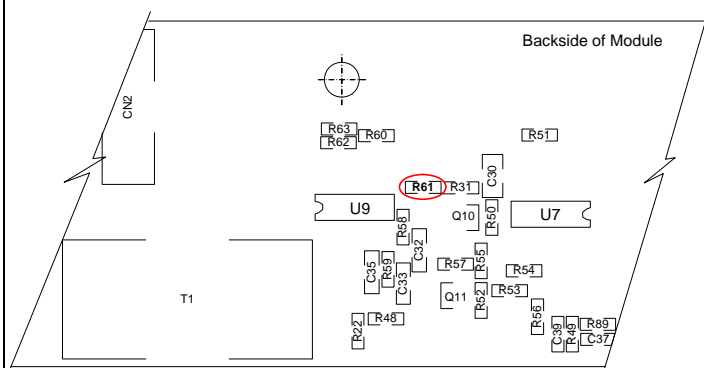 Backside of Module
CN2
R63
R62
R60
R51
R61
R31
C30
U9
R58
Q10
R50
U7
C32
C35
R59
C33
R57
R55
R54
T1
Q11
R52
R53
R56
R22
R48
C39
R49
R89
C37